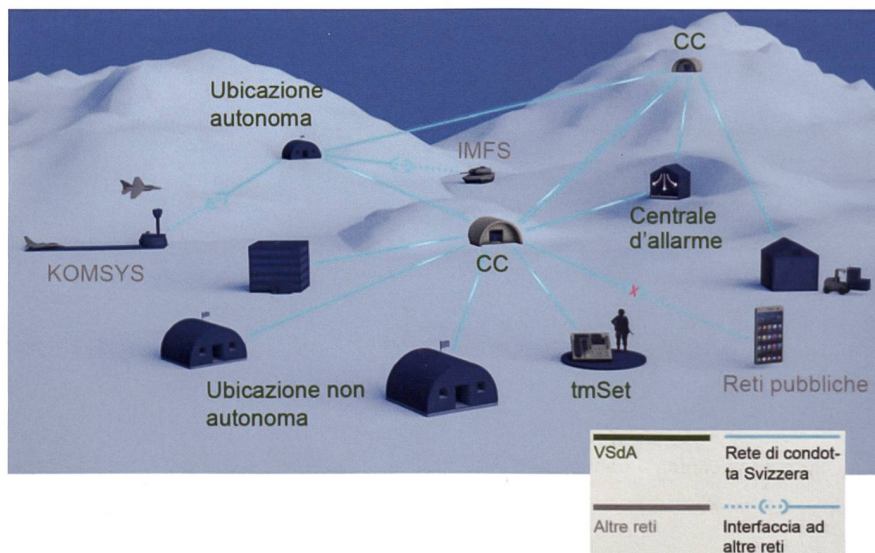 CC
Ubicazione
autonoma
IMFS
Centrale
d'allarme
KOMSYS
CC
Ubicazione non
autonoma
tmSet
Reti pubbliche
VSdA
Rete di condot-
ta Svizzera
Altre reti
Interfaccia ad
altre reti